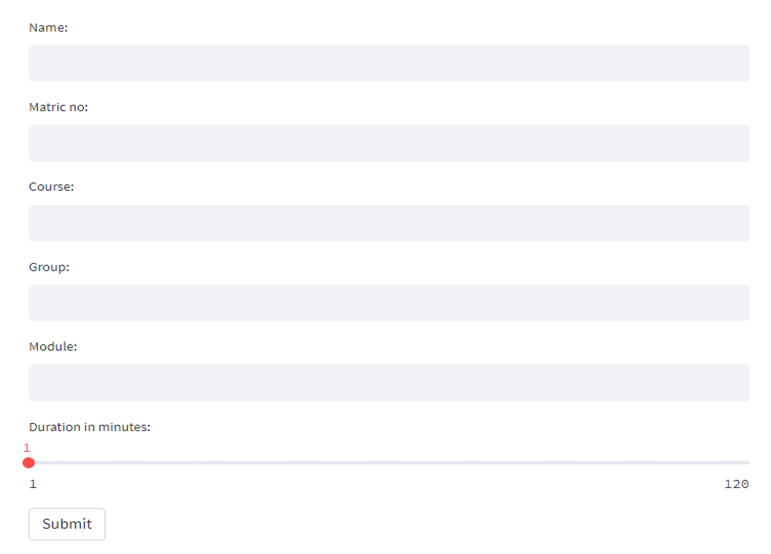 Name:
Matric no:
Course:
Group:
Module:
Duration in minutes:
1
1 120
Submit